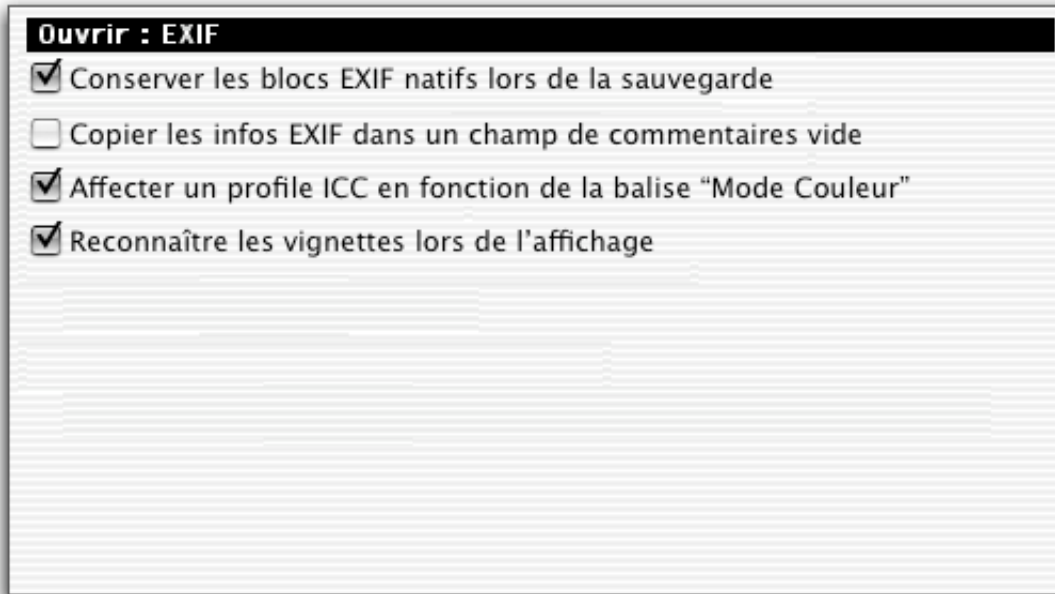 Ouvrir : EXIF
Conserver les blocs EXIF natifs lors de la sauvegarde
Copier les infos EXIF dans un champ de commentaires vide
Affecter un profile ICC en fonction de la balise “Mode Couleur”
Reconnaître les vignettes lors de l’affichage